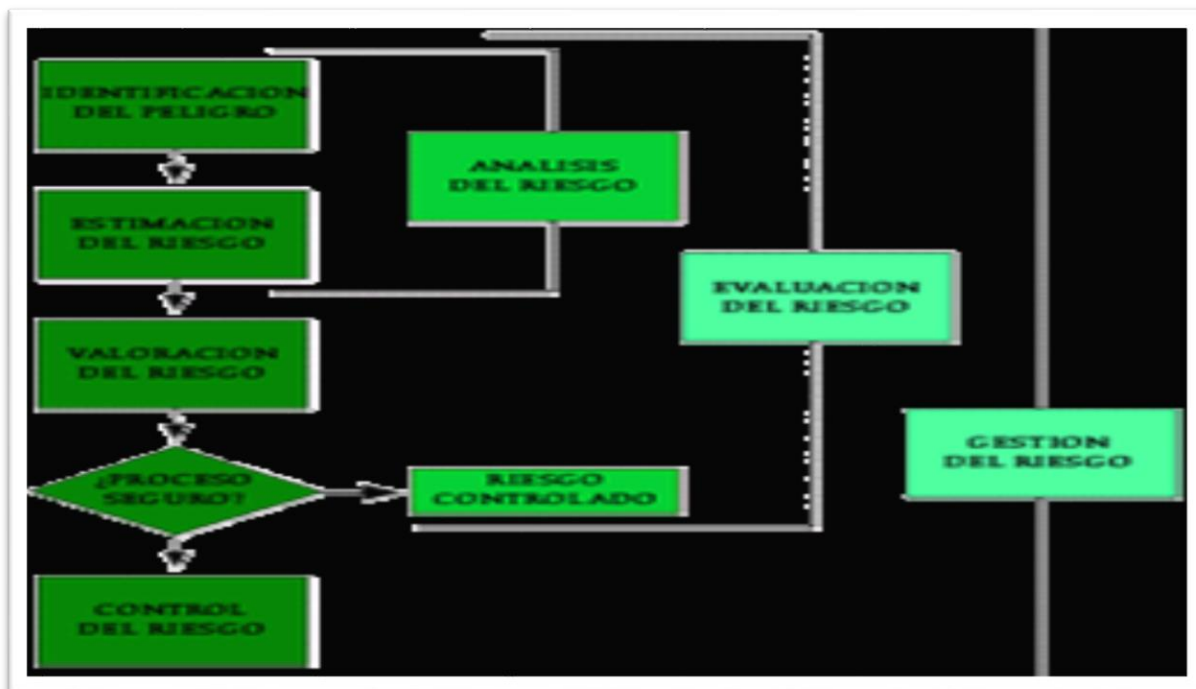 IDENTIFICACION
DEL PELIGRO
ANALISIS
DEL RIESGO
ESTIMACION
DEL RIESGO
EVALUACION
DEL RIESGO
VALORACION
DEL RIESGO
GESTION
DEL RIESGO
¿PROCESO
SEGURO?
RIESGO
CONTROLADO
CONTROL
DEL RIESGO